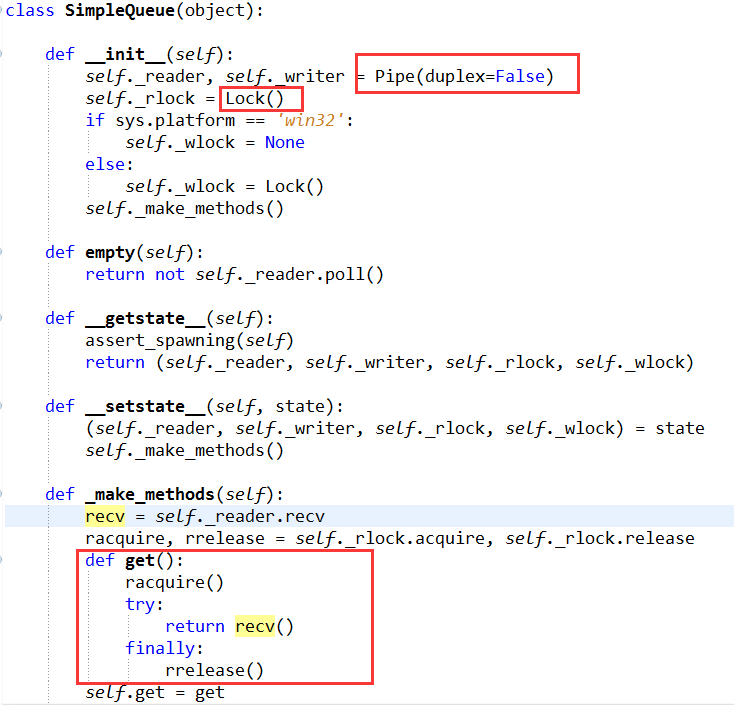 class SimpleQueue(object):
    def __init__(self):
        self._reader, self._writer = Pipe(duplex=False)
        self._rlock = Lock()
        if sys.platform == 'win32':
            self._wlock = None
        else:
            self._wlock = Lock()
        self._make_methods()
    def empty(self):
        return not self._reader.poll()
    def __getstate__(self):
        assert_spawning(self)
        return (self._reader, self._writer, self._rlock, self._wlock)
    def __setstate__(self, state):
        (self._reader, self._writer, self._rlock, self._wlock) = state
        self._make_methods()
    def _make_methods(self):
        recv = self._reader.recv
        racquire, rrelease = self._rlock.acquire, self._rlock.release
        def get():
            racquire()
            try:
                return recv()
            finally:
                rrelease()
        self.get = get